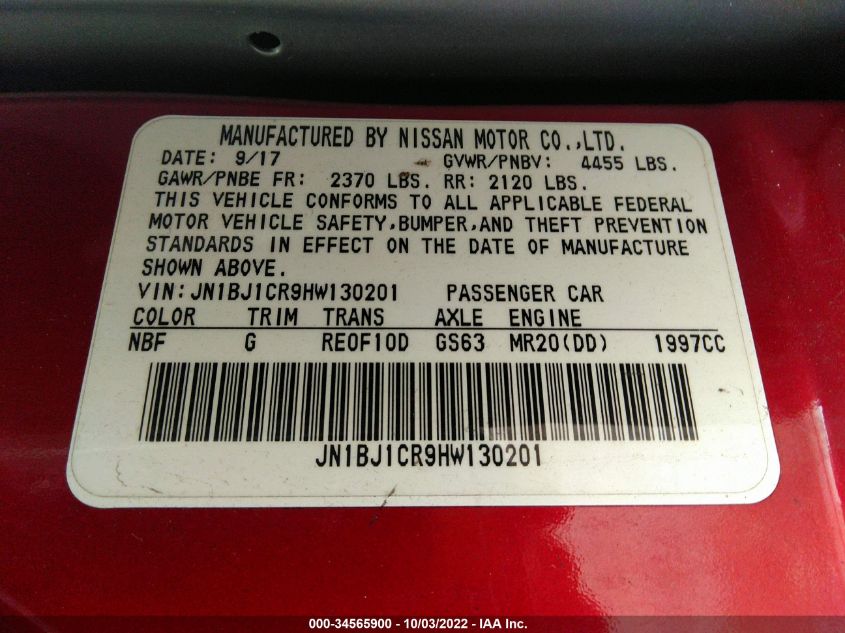 MANUFACTURED BY NISSAN MOTOR CO.,LTD.
DATE: 9/17 GVWR/PNBV: 4455 LBS.
GAWR/PNBE FR: 2370 LBS. RR: 2120 LBS.
THIS VEHICLE CONFORMS TO ALL APPLICABLE FEDERAL
MOTOR VEHICLE SAFETY,BUMPER,AND THEFT PREVENTION
STANDARDS IN EFFECT ON THE DATE OF MANUFACTURE
SHOWN ABOVE.
VIN:JN1BJ1CR9HW130201 PASSENGER CAR
COLOR TRIM TRANS AXLE ENGINE
NBF G RE0F10D GS63 MR20(DD) 1997CC
JN1BJ1CR9HW130201
000-34565900 - 10/03/2022 - IAA Inc.